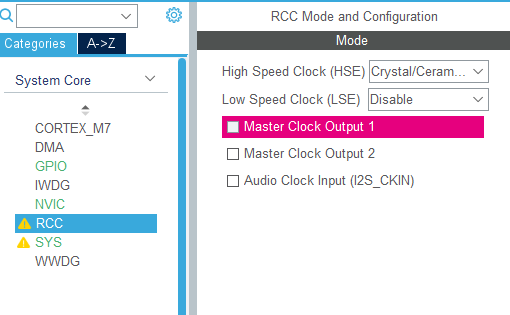 RCC Mode and Configuration
Categories A->Z
Mode
System Core
High Speed Clock (HSE) Crystal/Ceram...
Low Speed Clock (LSE) Disable
Master Clock Output 1
Master Clock Output 2
Audio Clock Input (I2S_CKIN)
CORTEX_M7
DMA
GPIO
IWDG
NVIC
RCC
SYS
WWDG